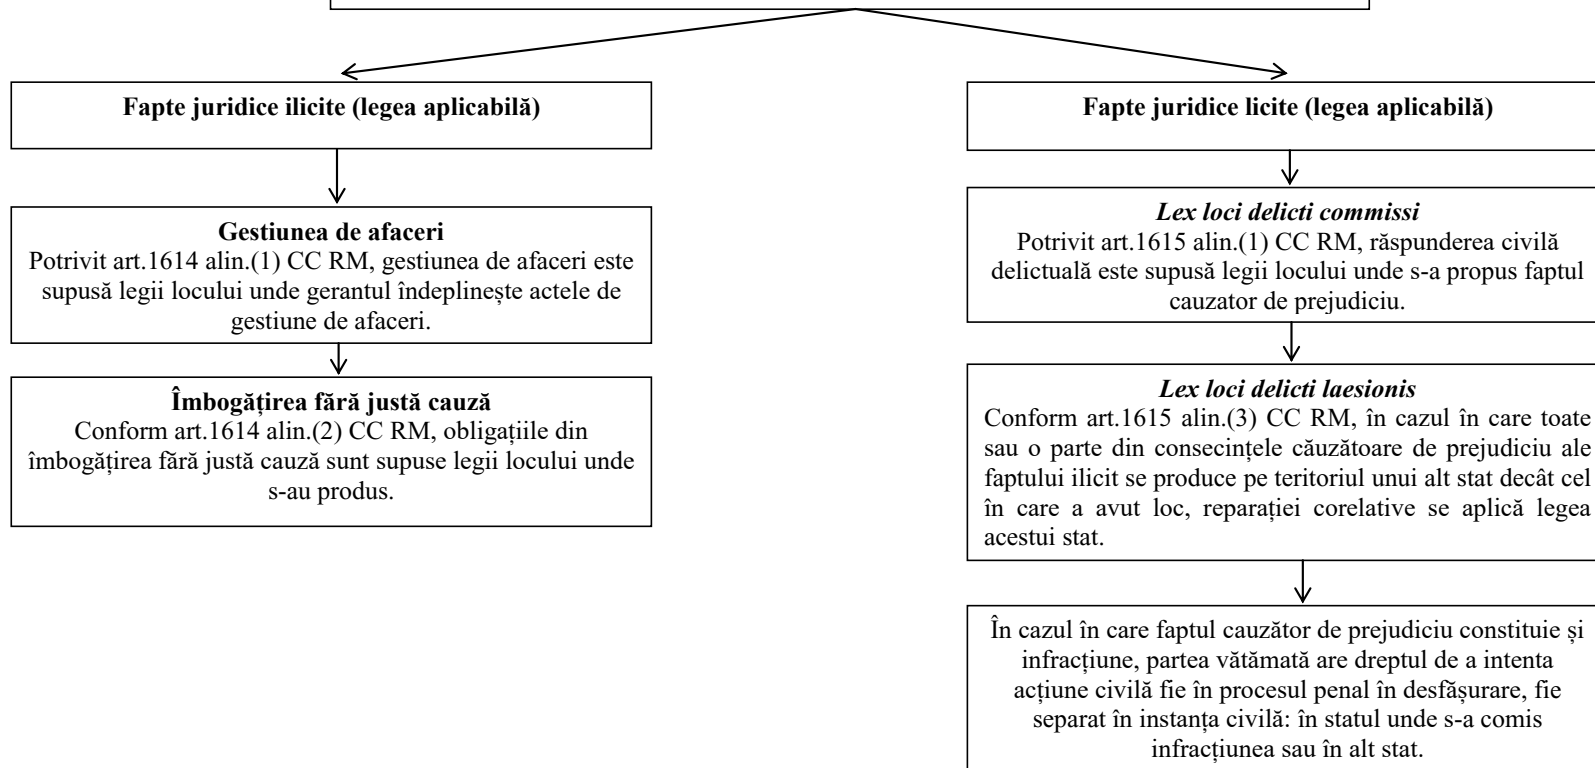 Fapte juridice ilicite (legea aplicabilă)
Gestiunea de afaceri
Potrivit art.1614 alin.(1) CC RM, gestiunea de afaceri este
supusă legii locului unde gerantul îndeplinește actele de
gestiune de afaceri.
Îmbogățirea fără justă cauză
Conform art.1614 alin.(2) CC RM, obligațiile din
îmbogățirea fără justă cauză sunt supuse legii locului unde
s-au produs.
Fapte juridice licite (legea aplicabilă)
Lex loci delicti commissi
Potrivit art.1615 alin.(1) CC RM, răspunderea civilă
delictuală este supusă legii locului unde s-a propus faptul
cauzator de prejudiciu.
Lex loci delicti laesionis
Conform art.1615 alin.(3) CC RM, în cazul în care toate
sau o parte din consecințele căuzătoare de prejudiciu ale
faptului ilicit se produce pe teritoriul unui alt stat decât cel
în care a avut loc, reparației corelative se aplică legea
acestui stat.
În cazul în care faptul cauzător de prejudiciu constituie și
infracțiune, partea vătămată are dreptul de a intenta
acțiune civilă fie în procesul penal în desfășurare, fie
separat în instanța civilă: în statul unde s-a comis
infracțiunea sau în alt stat.